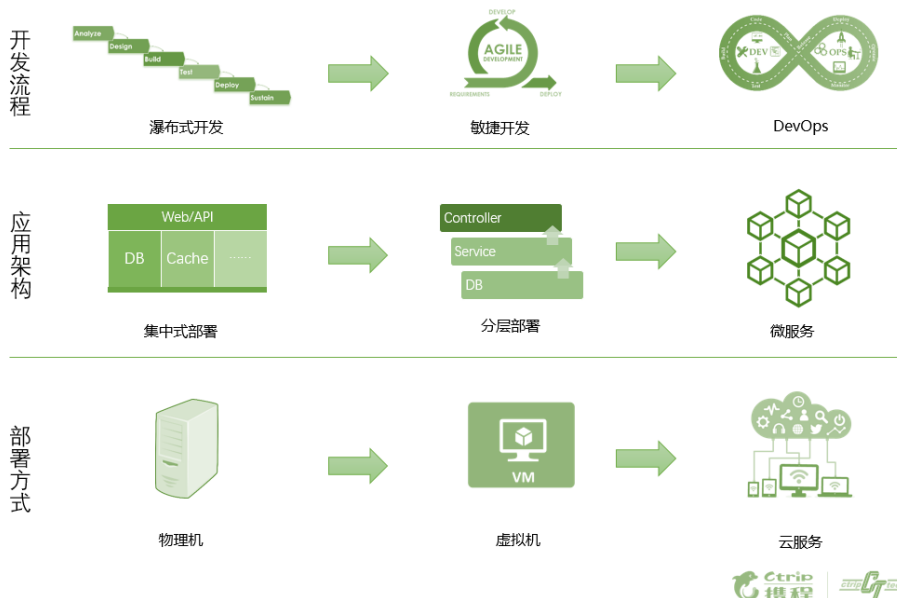 开发流程
Analyze
Design
Build
Test
Deploy
Sustain
瀑布式开发
DEVELOP
AGILE
DEVELOPMENT
REQUIREMENTS
DEPLOY
敏捷开发
DEV
OPS
DevOps
应用架构
Web/API
DB
Cache
......
集中式部署
Controller
Service
DB
分层部署
微服务
部署方式
物理机
VM
虚拟机
云服务
Ctrip
携程
ctrip